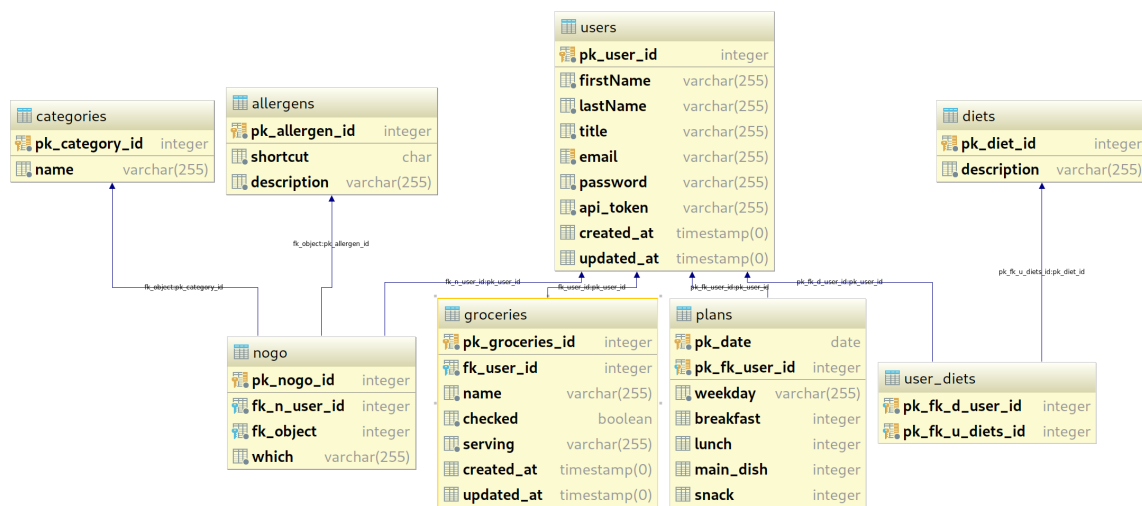 users
pk_user_id integer
firstName varchar(255)
lastName varchar(255)
title varchar(255)
email varchar(255)
password varchar(255)
api_token varchar(255)
created_at timestamp(0)
updated_at timestamp(0)
categories
pk_category_id integer
name varchar(255)
allergens
pk_allergen_id integer
shortcut char
description varchar(255)
diets
pk_diet_id integer
description varchar(255)
fk_object:pk_allergen_id
pk_fk_u_diets_id:pk_diet_id
fk_object:pk_category_id
fk_n_user_id:pk_user_id
fk_user_id:pk_user_id
pk_fk_user_id:pk_user_id
pk_fk_d_user_id:pk_user_id
nogo
pk_nogo_id integer
fk_n_user_id integer
fk_object integer
which varchar(255)
groceries
pk_groceries_id integer
fk_user_id integer
name varchar(255)
checked boolean
serving varchar(255)
created_at timestamp(0)
updated_at timestamp(0)
plans
pk_date date
pk_fk_user_id integer
weekday varchar(255)
breakfast integer
lunch integer
main_dish integer
snack integer
user_diets
pk_fk_d_user_id integer
pk_fk_u_diets_id integer